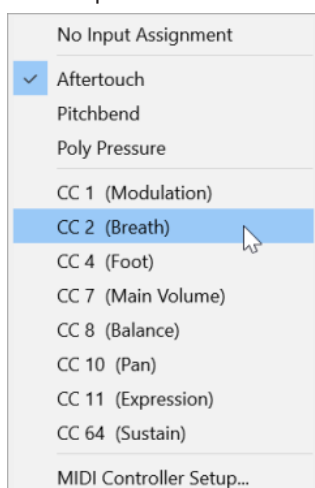 No Input Assignment
Aftertouch
Pitchbend
Poly Pressure
CC 1 (Modulation)
CC 2 (Breath)
CC 4 (Foot)
CC 7 (Main Volume)
CC 8 (Balance)
CC 10 (Pan)
CC 11 (Expression)
CC 64 (Sustain)
MIDI Controller Setup...